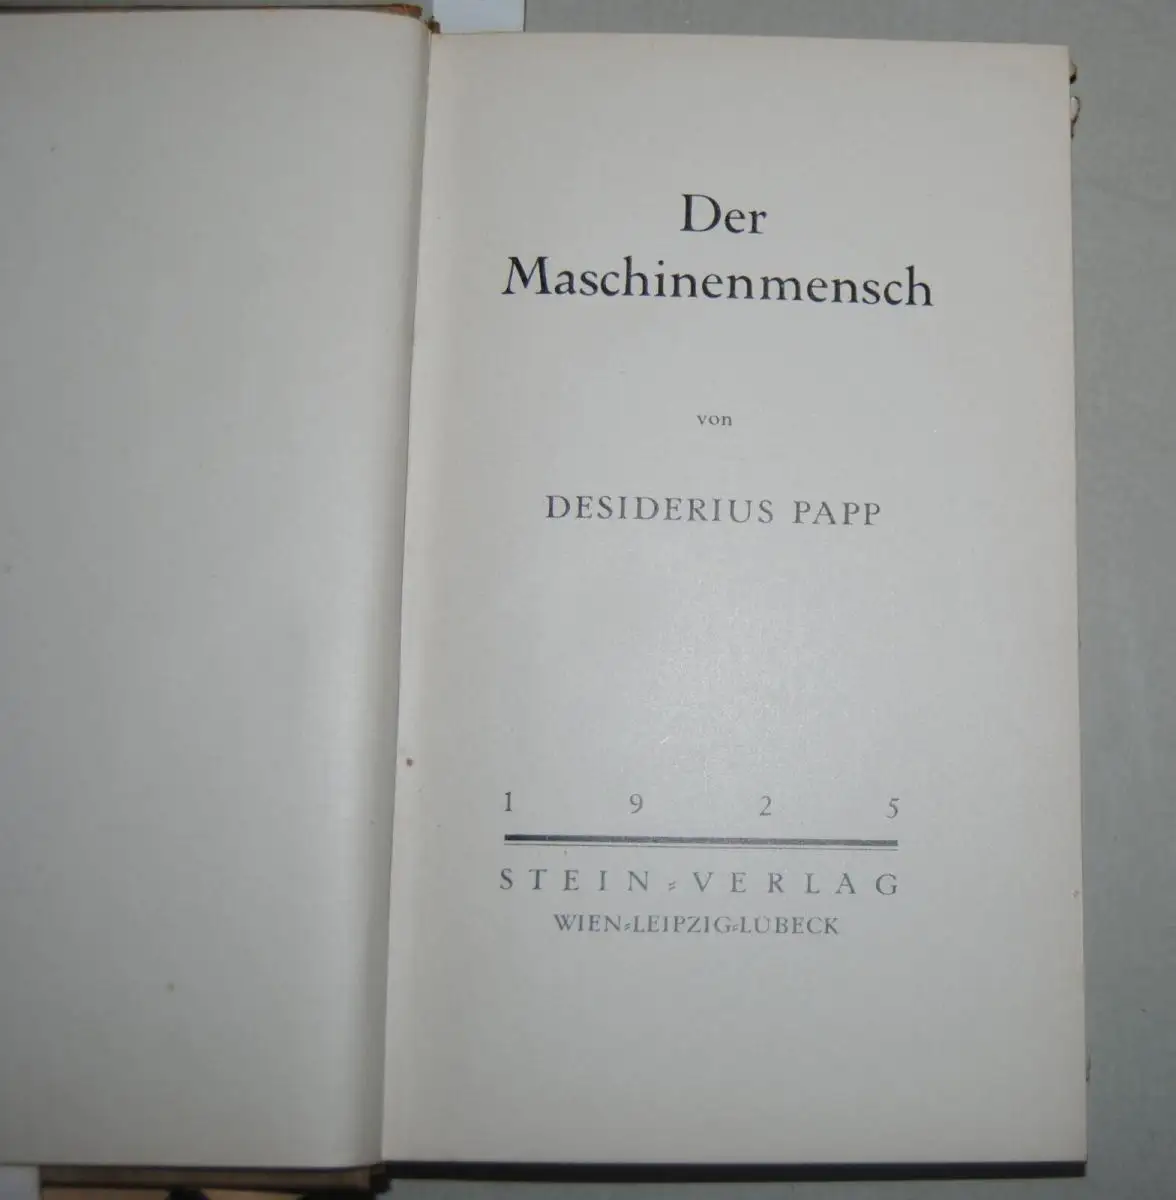 Der
Maschinenmensch
von
DESIDERIUS PAPP
1 9 2 5
STEIN⸗VERLAG
WIEN⸗LEIPZIG⸗LÜBECK